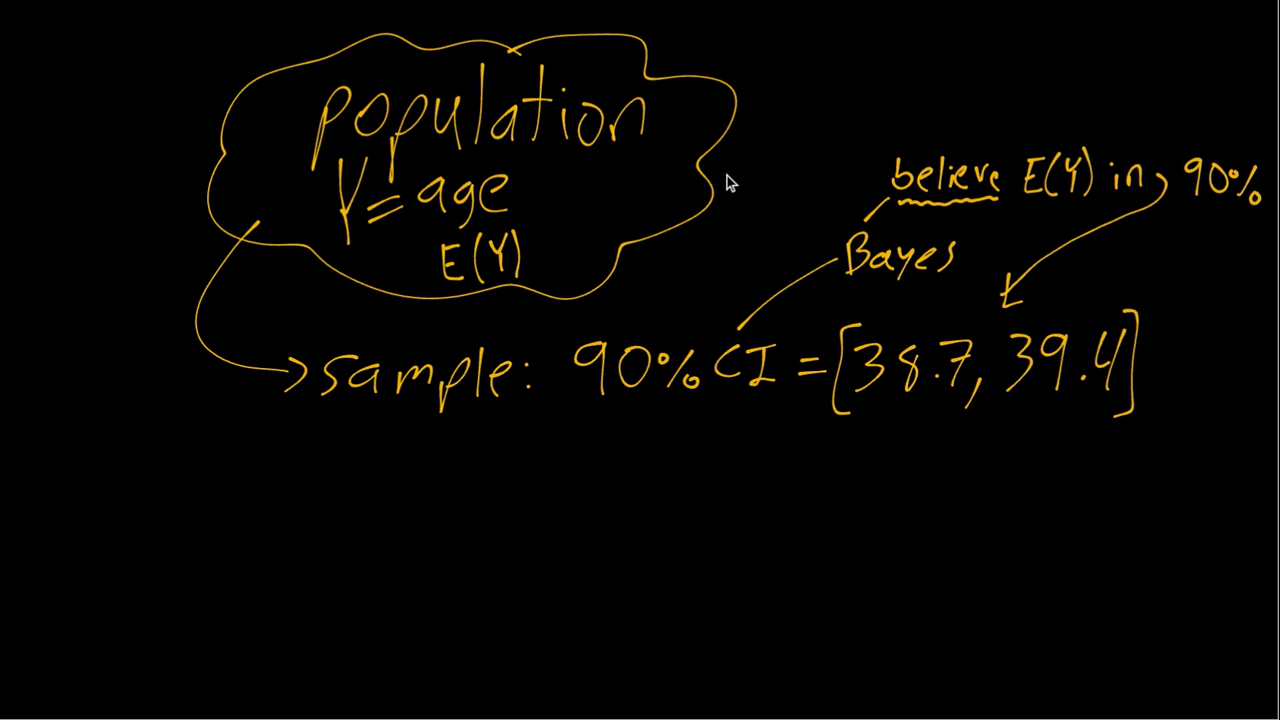 population
Y = age
E(Y)
believe E(Y) in, 90%
Bayes
sample: 90% CI = [38.7, 39.4]